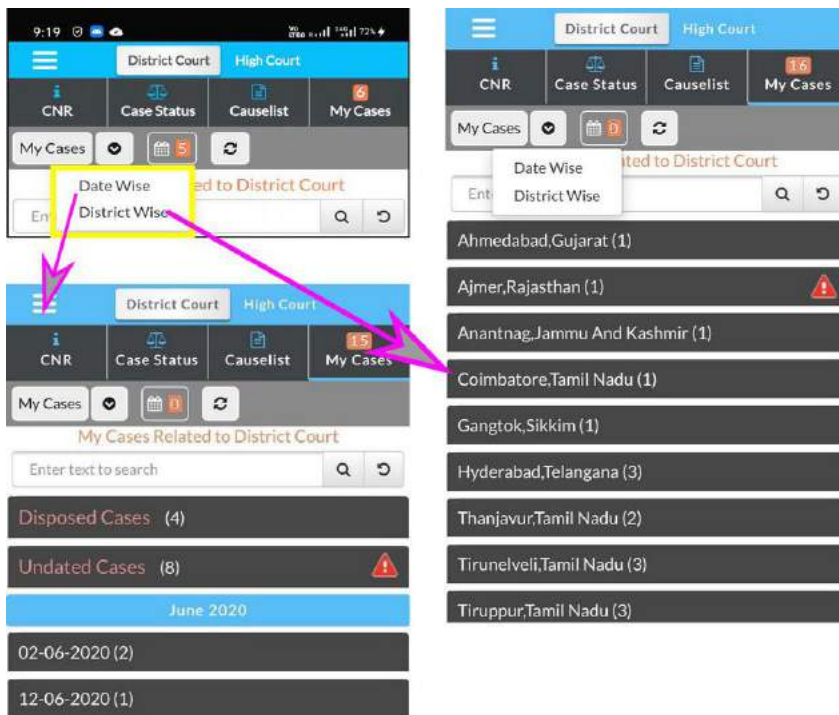 9:19 72%
District Court High Court
CNR Case Status Causelist 6 My Cases
My Cases 5
Date Wise
ed to District Court
En
District Wise
District Court High Court
CNR Case Status Causelist 15 My Cases
My Cases 0
My Cases Related to District Court
Enter text to search
Disposed Cases (4)
Undated Cases (8)
June 2020
02-06-2020 (2)
12-06-2020 (1)
District Court High Court
CNR Case Status Causelist 16 My Cases
My Cases 0
Date Wise
ated to District Court
Ent
District Wise
Ahmedabad,Gujarat (1)
Ajmer,Rajasthan (1)
Anantnag,Jammu And Kashmir (1)
Coimbatore,Tamil Nadu (1)
Gangtok,Sikkim (1)
Hyderabad,Telangana (3)
Thanjavur,Tamil Nadu (2)
Tirunelveli,Tamil Nadu (3)
Tiruppur,Tamil Nadu (3)